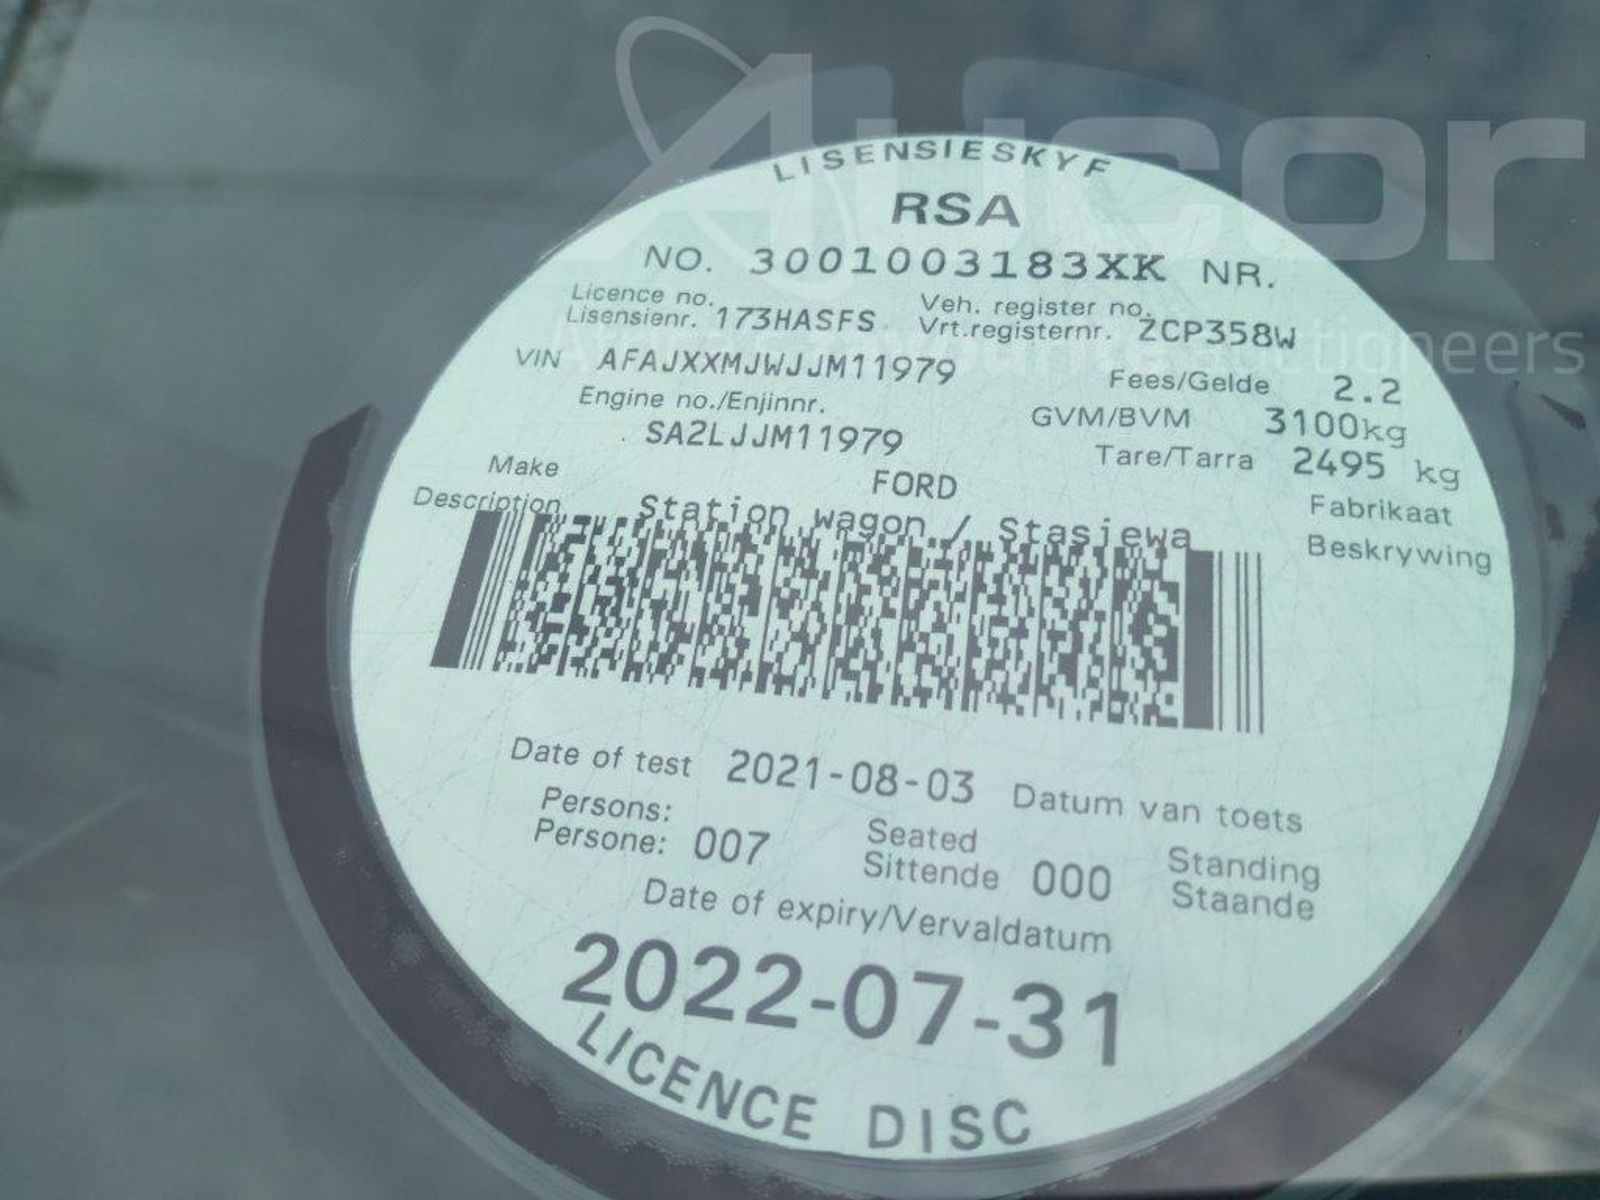 Aucor
LISENSIESKYF
RSA
NO. 3001003183XK NR.
Licence no. Veh. register no.
Lisensienr. 173HASFS Vrt.registernr. ZCP358W
VIN AFAJXXMJWJJM11979 Fees/Gelde 2.2
Engine no./Enjinnr. GVM/BVM 3100kg
SA2LJJM11979 Tare/Tarra 2495 kg
Make FORD Fabrikaat
Description Station wagon / Stasiewa Beskrywing
Date of test 2021-08-03 Datum van toets
Persons: Seated Standing
Persone: 007 Sittende 000 Staande
Date of expiry/Vervaldatum
2022-07-31
LICENCE DISC